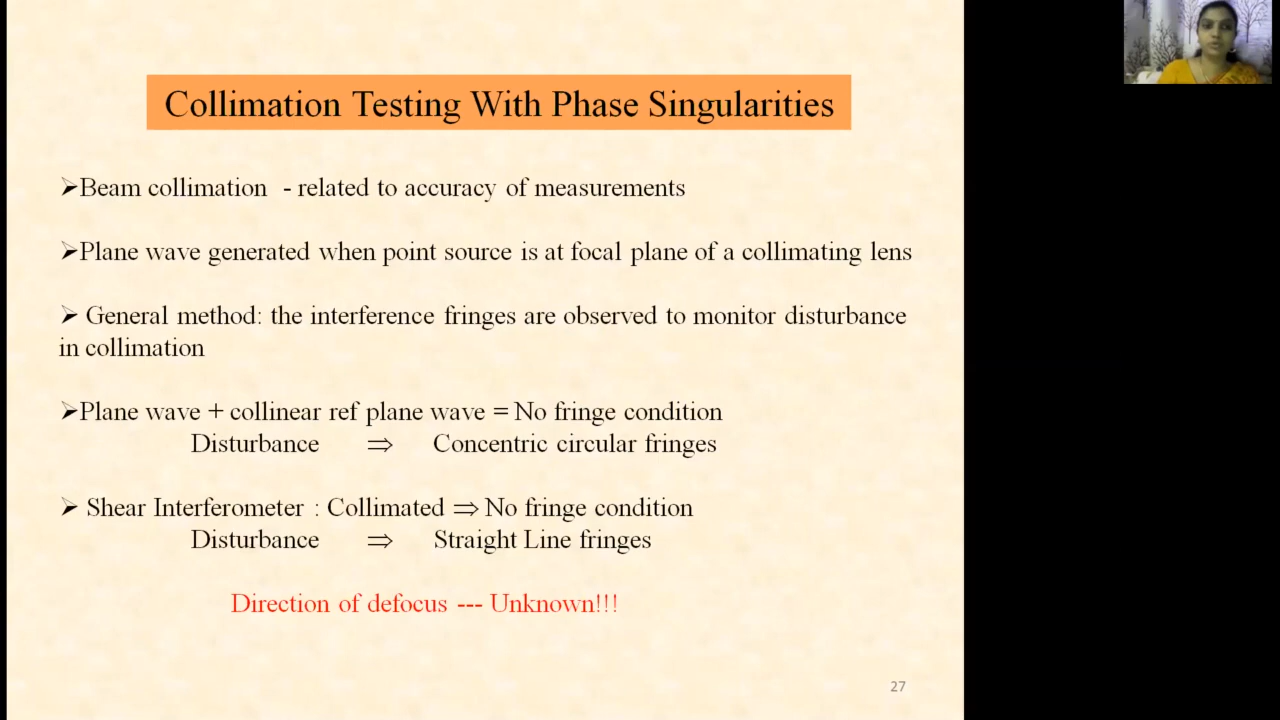 Collimation Testing With Phase Singularities
➢Beam collimation - related to accuracy of measurements
➢Plane wave generated when point source is at focal plane of a collimating lens
➢ General method: the interference fringes are observed to monitor disturbance
in collimation
➢Plane wave + collinear ref plane wave = No fringe condition
Disturbance ⇒ Concentric circular fringes
➢ Shear Interferometer : Collimated ⇒ No fringe condition
Disturbance ⇒ Straight Line fringes
Direction of defocus --- Unknown!!!
27